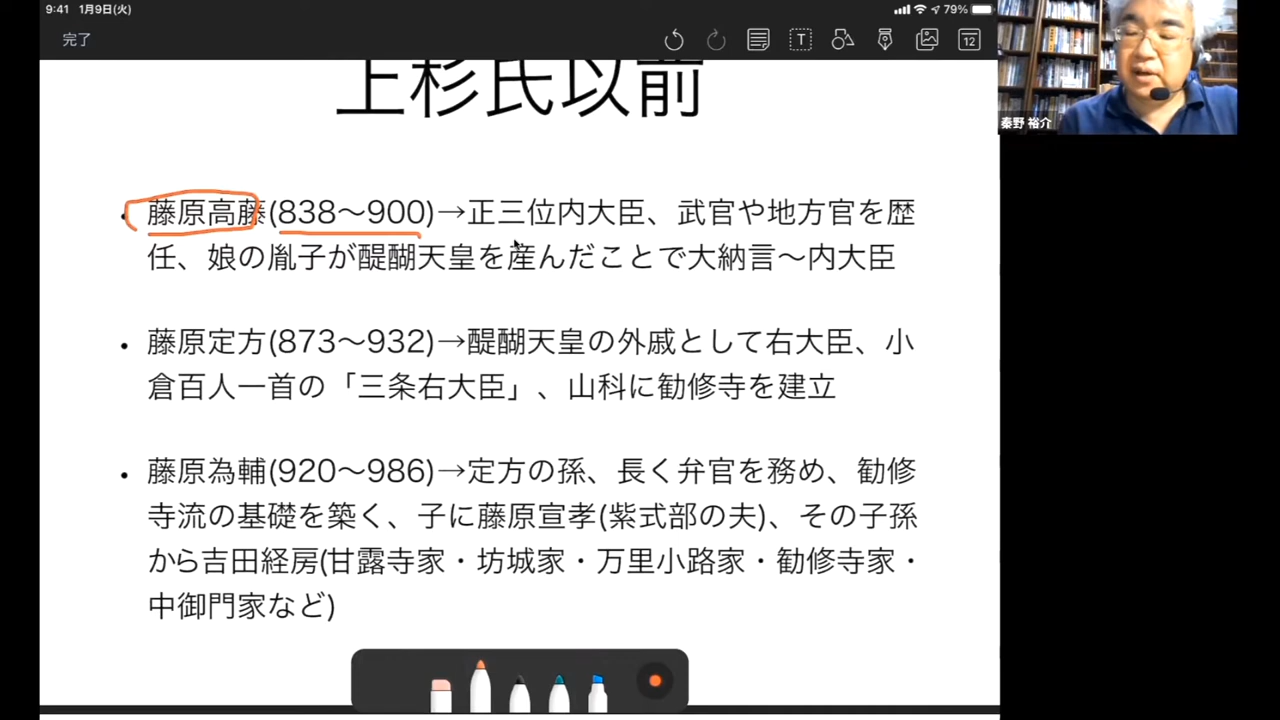 9:41 1月9日(火) 79%
完了 T 12
秦野 裕介
上杉氏以前
• 藤原高藤(838〜900)→正三位内大臣、武官や地方官を歴
任、娘の胤子が醍醐天皇を産んだことで大納言〜内大臣
• 藤原定方(873〜932)→醍醐天皇の外戚として右大臣、小
倉百人一首の「三条右大臣」、山科に勧修寺を建立
• 藤原為輔(920〜986)→定方の孫、長く弁官を務め、勧修
寺流の基礎を築く、子に藤原宣孝(紫式部の夫)、その子孫
から吉田経房(甘露寺家・坊城家・万里小路家・勧修寺家・
中御門家など)